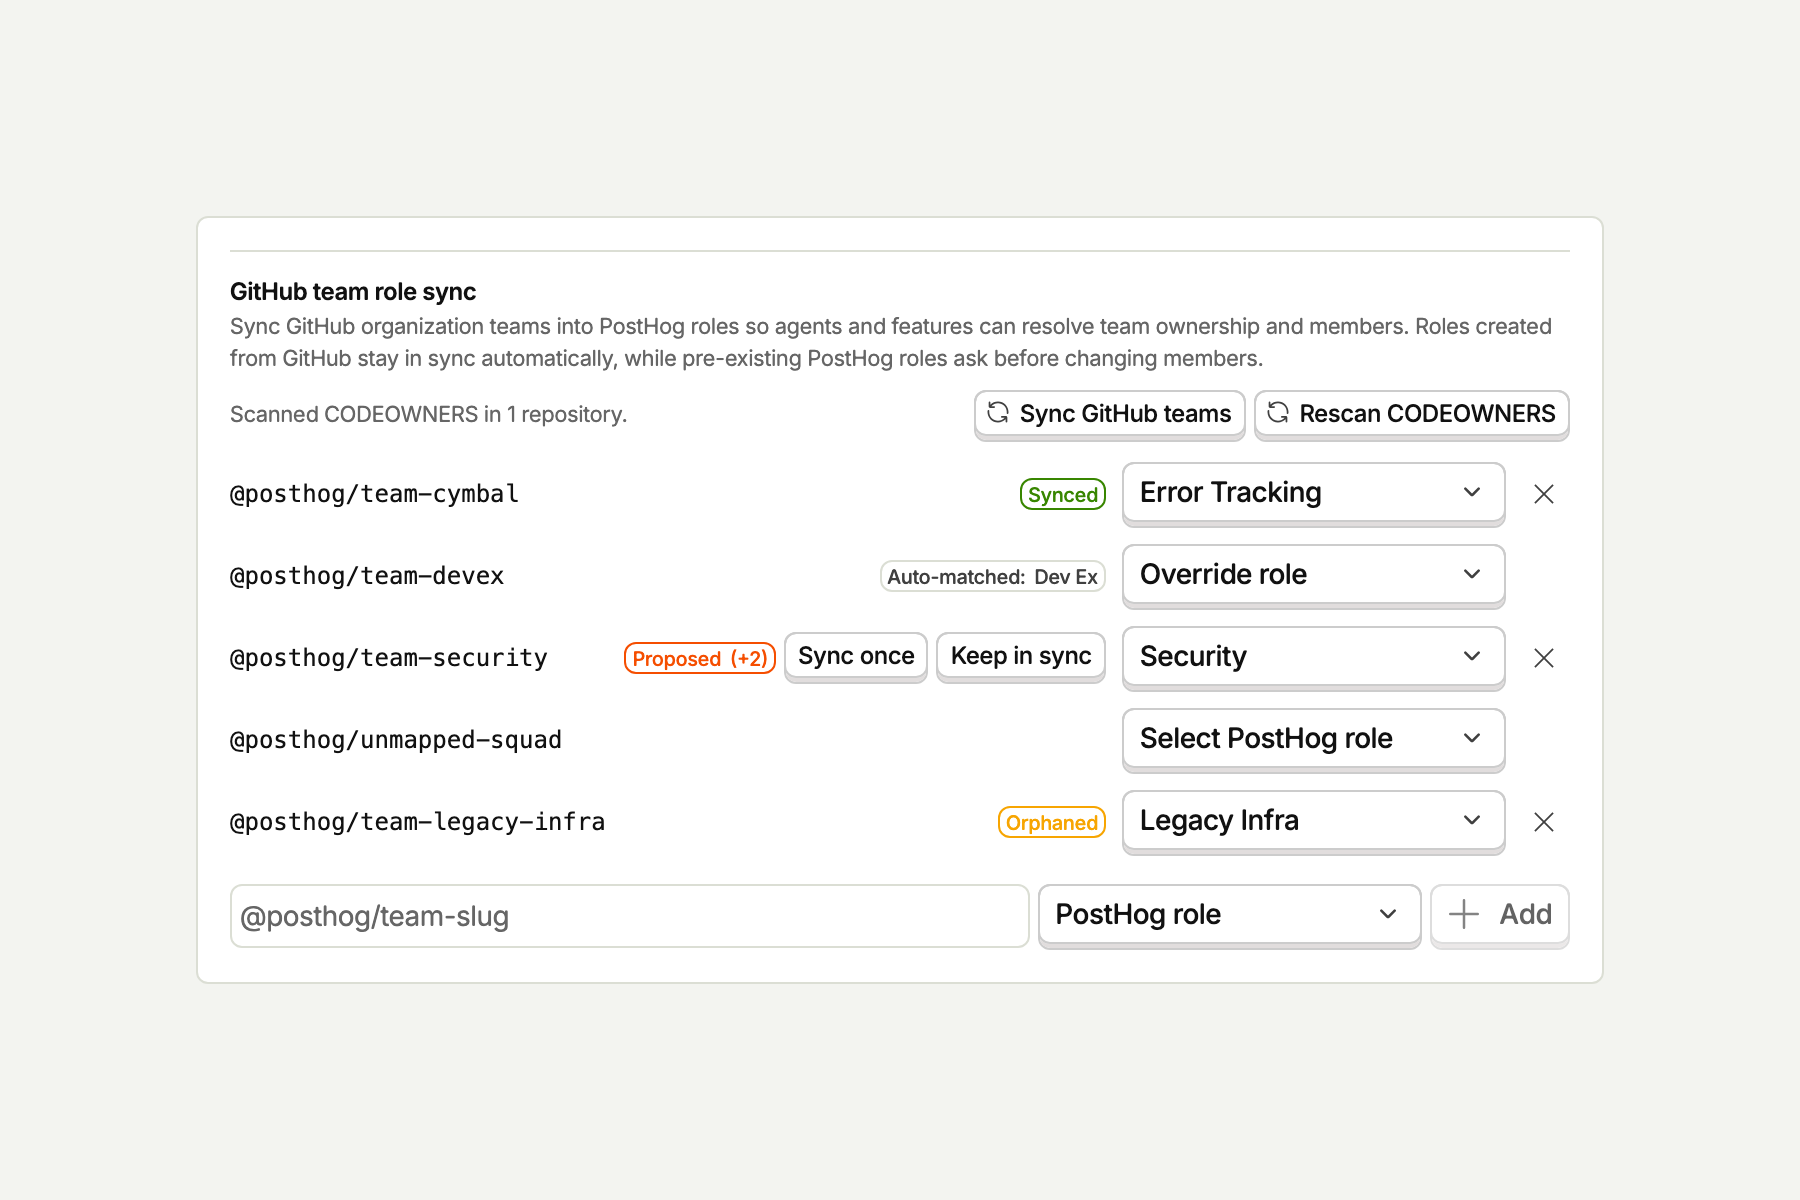 GitHub team role sync
Sync GitHub organization teams into PostHog roles so agents and features can resolve team ownership and members. Roles created
from GitHub stay in sync automatically, while pre-existing PostHog roles ask before changing members.
Scanned CODEOWNERS in 1 repository. Sync GitHub teams Rescan CODEOWNERS
@posthog/team-cymbal Synced Error Tracking
@posthog/team-devex Auto-matched: Dev Ex Override role
@posthog/team-security Proposed (+2) Sync once Keep in sync Security
@posthog/unmapped-squad Select PostHog role
@posthog/team-legacy-infra Orphaned Legacy Infra
@posthog/team-slug PostHog role Add